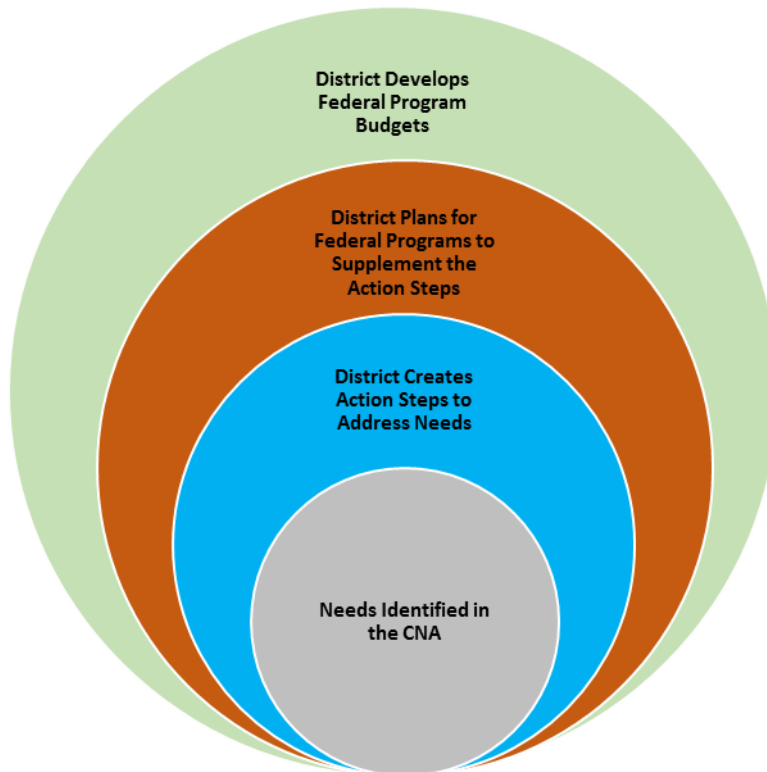 District Develops
Federal Program
Budgets
District Plans for
Federal Programs to
Supplement the
Action Steps
District Creates
Action Steps to
Address Needs
Needs Identified in
the CNA